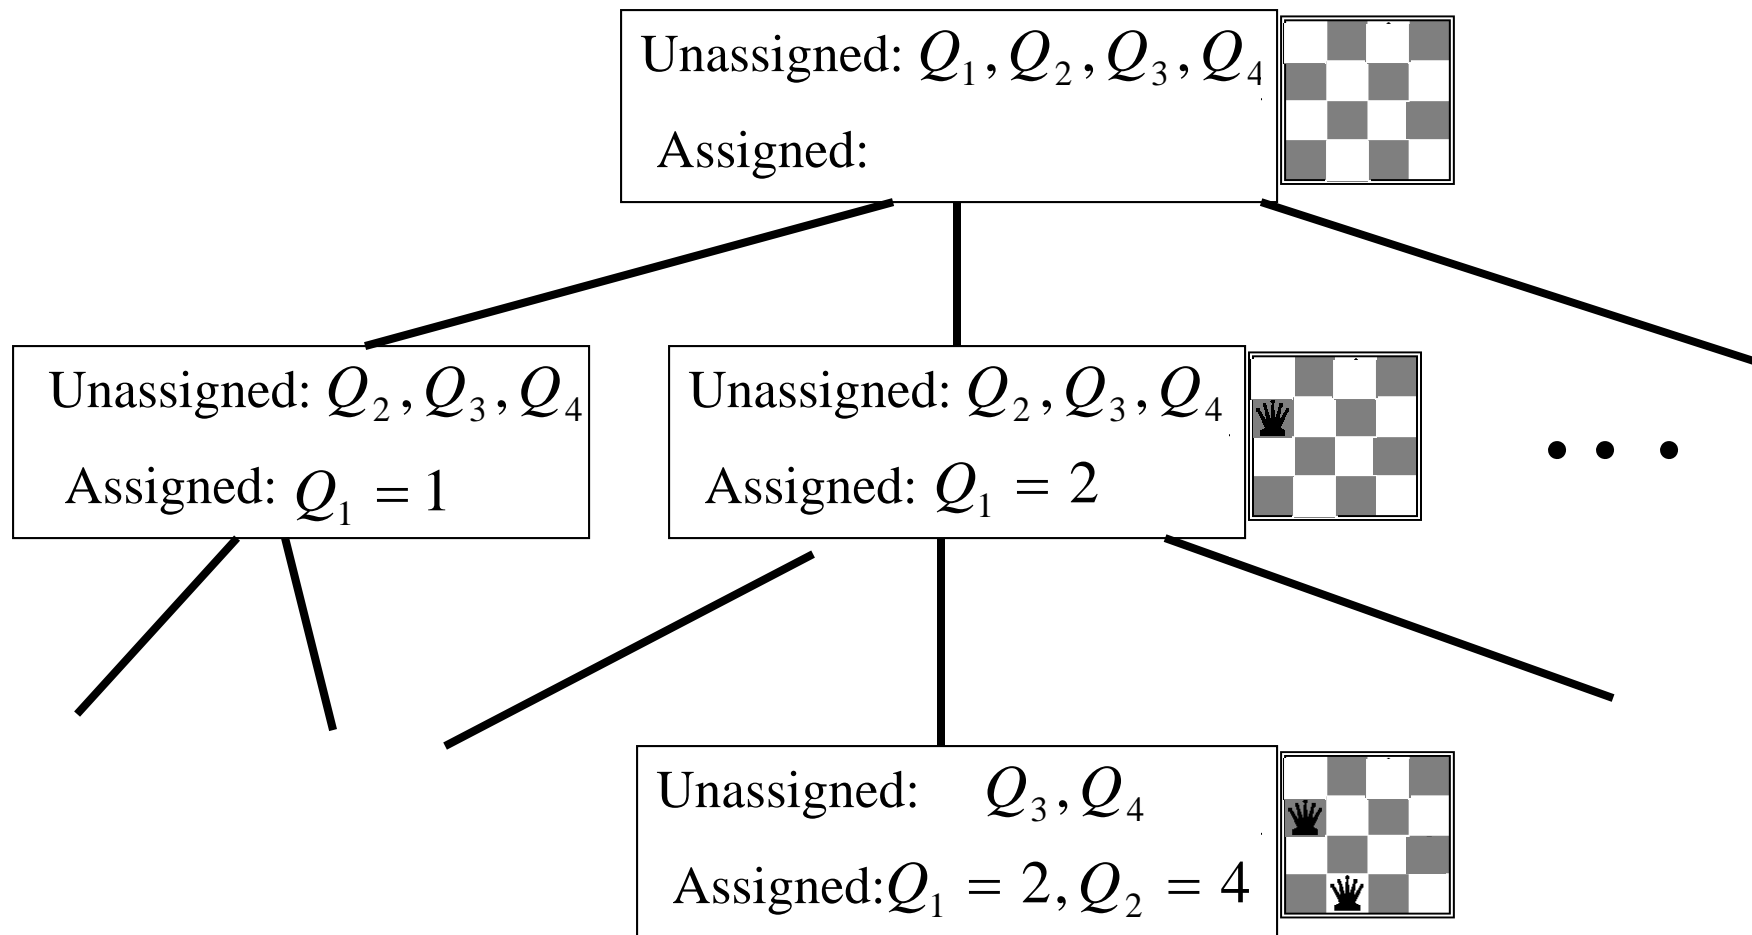 Unassigned: Q₁, Q₂, Q₃, Q₄
Assigned:
Unassigned: Q₂, Q₃, Q₄
Assigned: Q₁ = 1
Unassigned: Q₂, Q₃, Q₄
Assigned: Q₁ = 2
• • •
Unassigned: Q₃, Q₄
Assigned:Q₁ = 2, Q₂ = 4